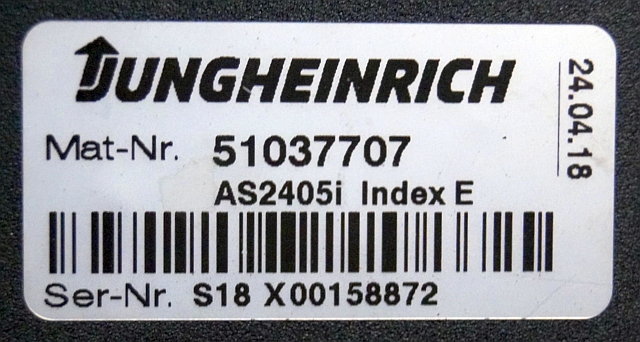 JUNGHEINRICH
24.04.18
Mat-Nr. 51037707
AS2405i Index E
Ser-Nr. S18 X00158872